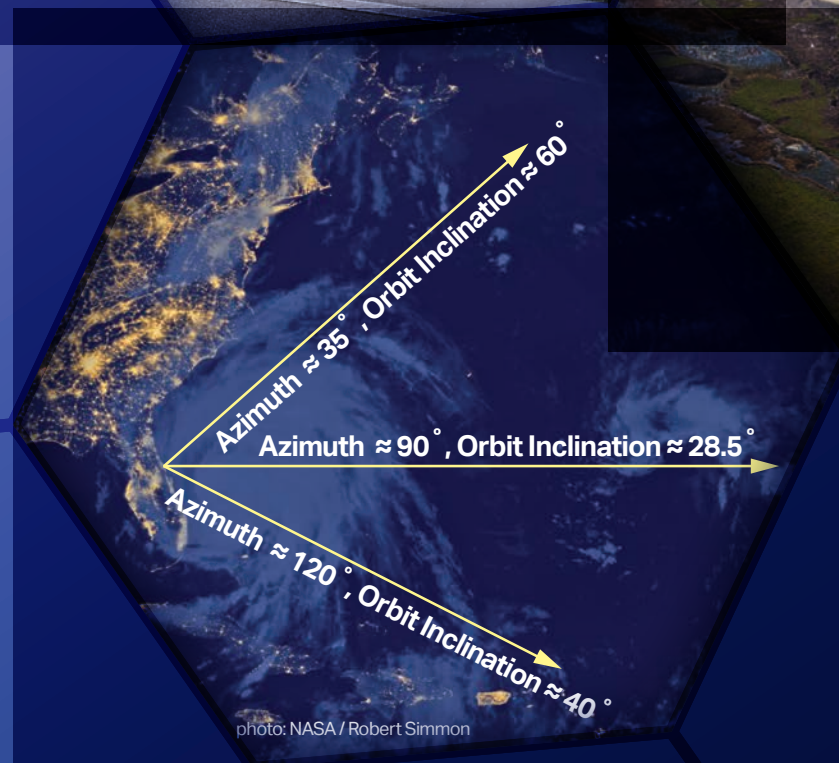 Azimuth ≈ 35°, Orbit Inclination ≈ 60°
Azimuth ≈ 90°, Orbit Inclination ≈ 28.5°
Azimuth ≈ 120°, Orbit Inclination ≈ 40°
photo: NASA / Robert Simmon